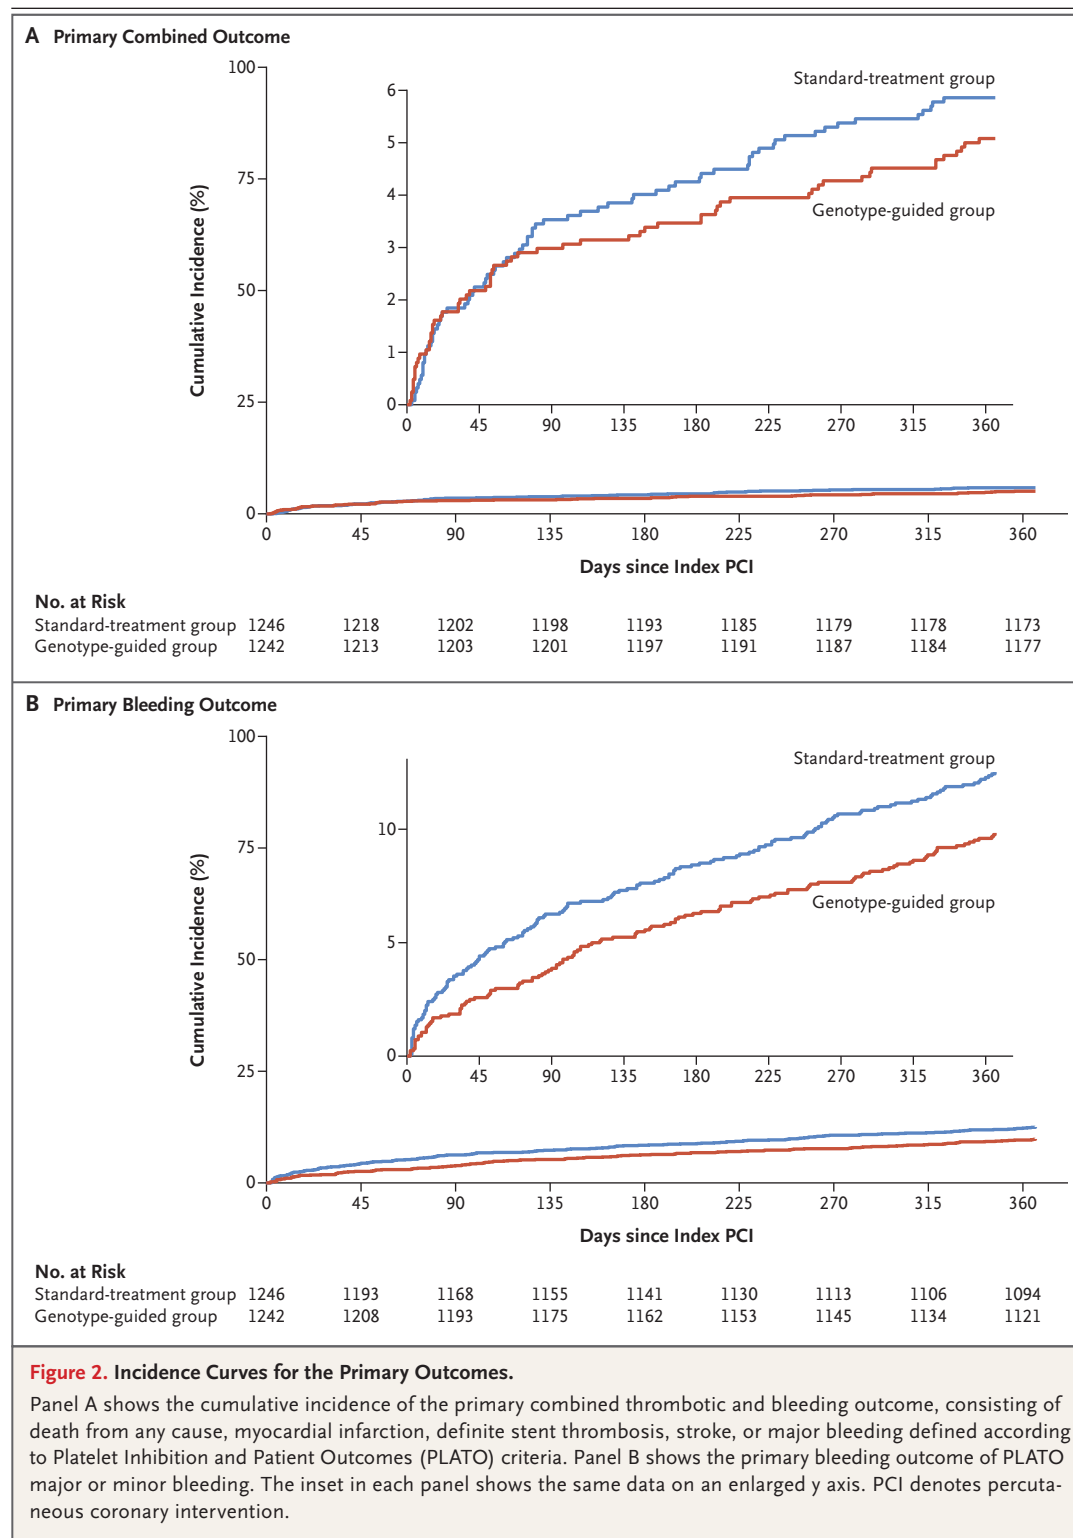 A Primary Combined Outcome
100
75
50
25
0
Cumulative Incidence (%)
6
5
4
3
2
1
0
Standard-treatment group
Genotype-guided group
0 45 90 135 180 225 270 315 360
0 45 90 135 180 225 270 315 360
Days since Index PCI
No. at Risk
Standard-treatment group 1246 1218 1202 1198 1193 1185 1179 1178 1173
Genotype-guided group 1242 1213 1203 1201 1197 1191 1187 1184 1177
B Primary Bleeding Outcome
100
75
50
25
0
Cumulative Incidence (%)
10
5
0
Standard-treatment group
Genotype-guided group
0 45 90 135 180 225 270 315 360
0 45 90 135 180 225 270 315 360
Days since Index PCI
No. at Risk
Standard-treatment group 1246 1193 1168 1155 1141 1130 1113 1106 1094
Genotype-guided group 1242 1208 1193 1175 1162 1153 1145 1134 1121
Figure 2. Incidence Curves for the Primary Outcomes.
Panel A shows the cumulative incidence of the primary combined thrombotic and bleeding outcome, consisting of
death from any cause, myocardial infarction, definite stent thrombosis, stroke, or major bleeding defined according
to Platelet Inhibition and Patient Outcomes (PLATO) criteria. Panel B shows the primary bleeding outcome of PLATO
major or minor bleeding. The inset in each panel shows the same data on an enlarged y axis. PCI denotes percuta-
neous coronary intervention.